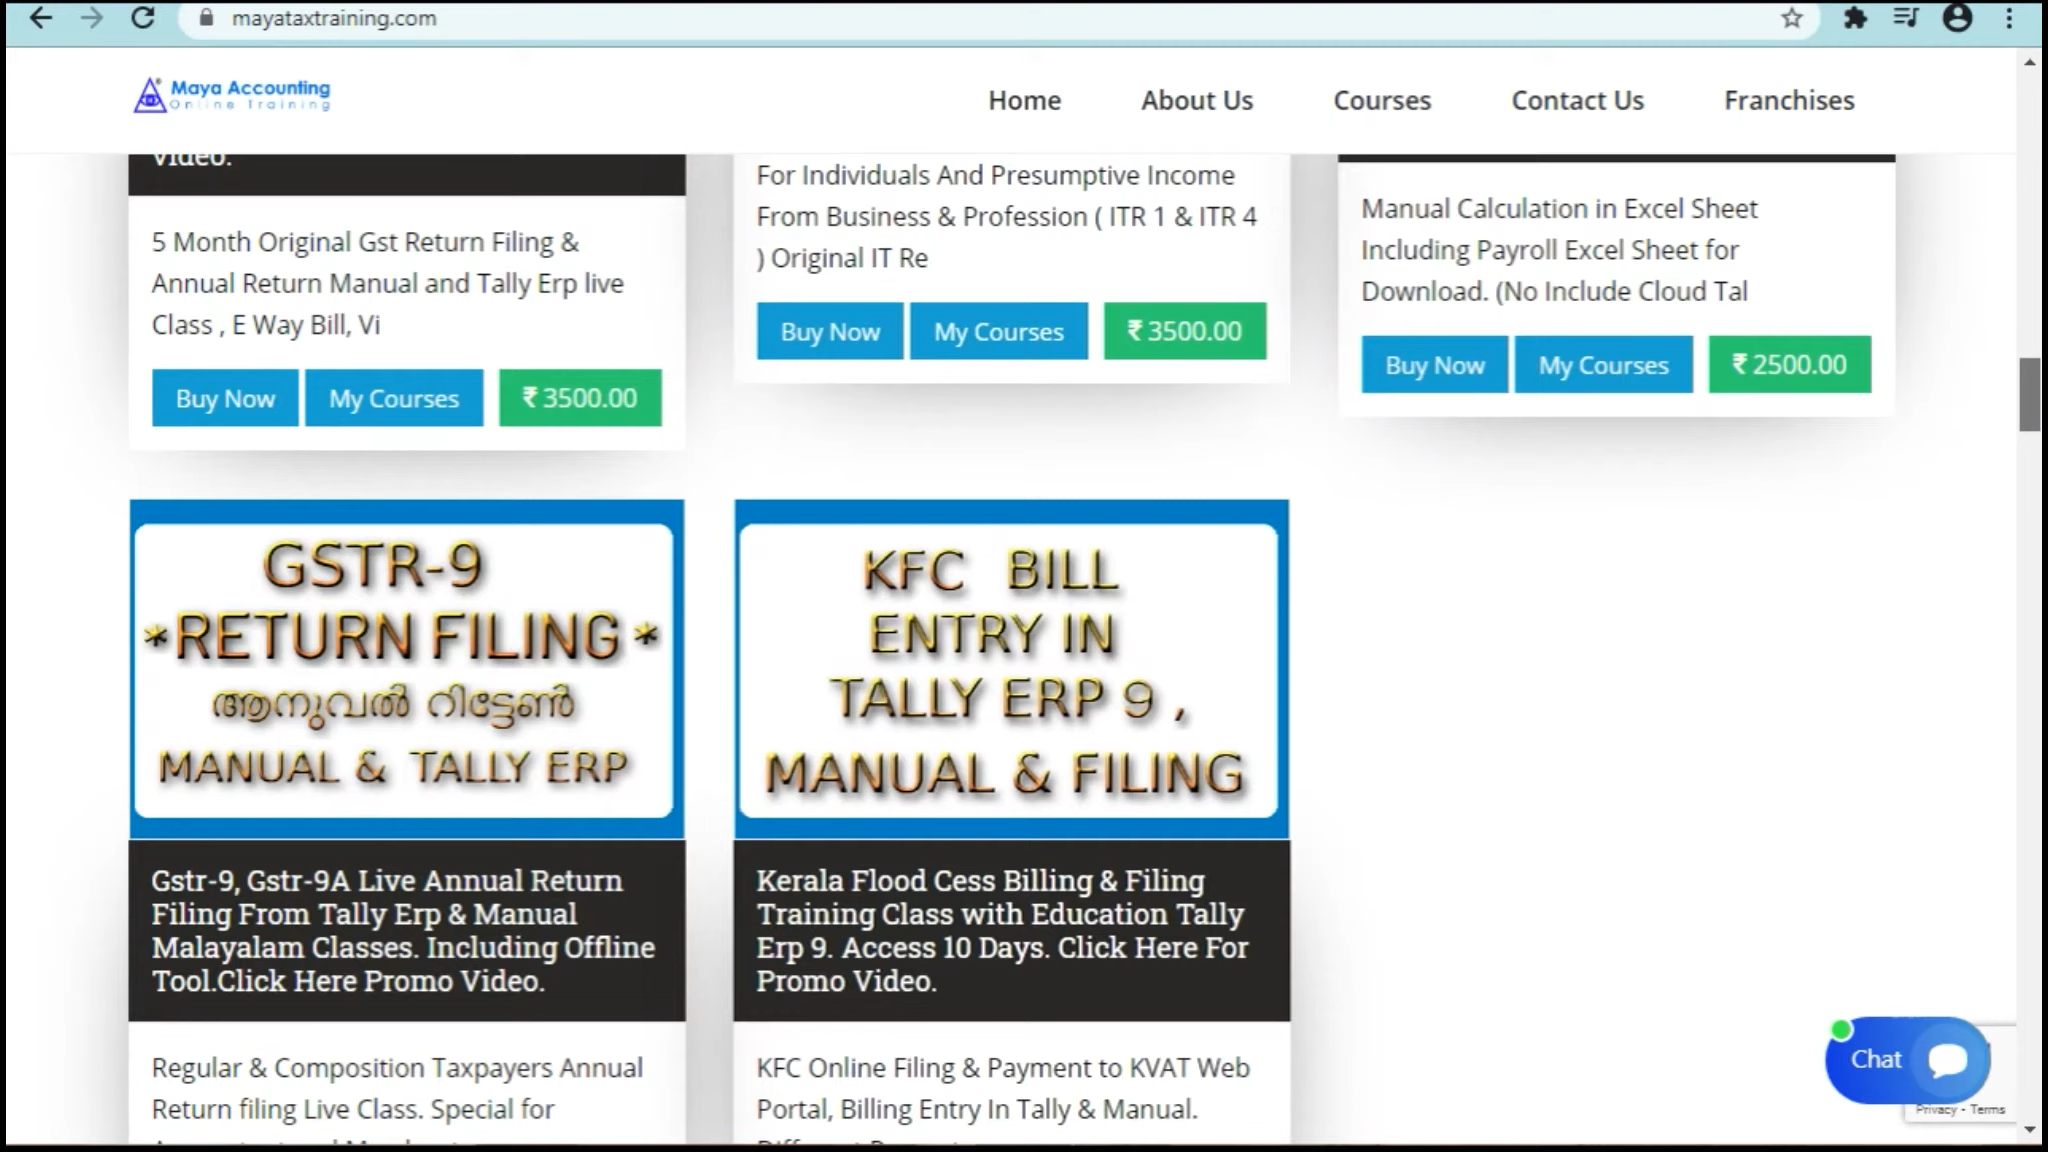 mayataxtraining.com
Maya Accounting
Online Training
Home
About Us
Courses
Contact Us
Franchises
Video.
5 Month Original Gst Return Filing &
Annual Return Manual and Tally Erp live
Class , E Way Bill, Vi
Buy Now
My Courses
₹ 3500.00
For Individuals And Presumptive Income
From Business & Profession ( ITR 1 & ITR 4
) Original IT Re
Buy Now
My Courses
₹ 3500.00
Manual Calculation in Excel Sheet
Including Payroll Excel Sheet for
Download. (No Include Cloud Tal
Buy Now
My Courses
₹ 2500.00
GSTR-9
*RETURN FILING*
ആനുവൽ റിട്ടേൺ
MANUAL & TALLY ERP
Gstr-9, Gstr-9A Live Annual Return
Filing From Tally Erp & Manual
Malayalam Classes. Including Offline
Tool.Click Here Promo Video.
Regular & Composition Taxpayers Annual
Return filing Live Class. Special for
KFC BILL
ENTRY IN
TALLY ERP 9 ,
MANUAL & FILING
Kerala Flood Cess Billing & Filing
Training Class with Education Tally
Erp 9. Access 10 Days. Click Here For
Promo Video.
KFC Online Filing & Payment to KVAT Web
Portal, Billing Entry In Tally & Manual.
Chat
Privacy - Terms